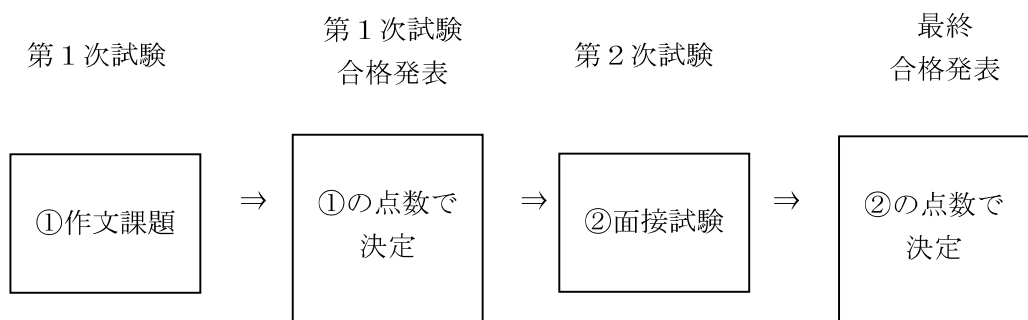 第１次試験
第１次試験
合格発表
第２次試験
最終
合格発表
①作文課題
⇒
①の点数で
決定
⇒
②面接試験
⇒
②の点数で
決定